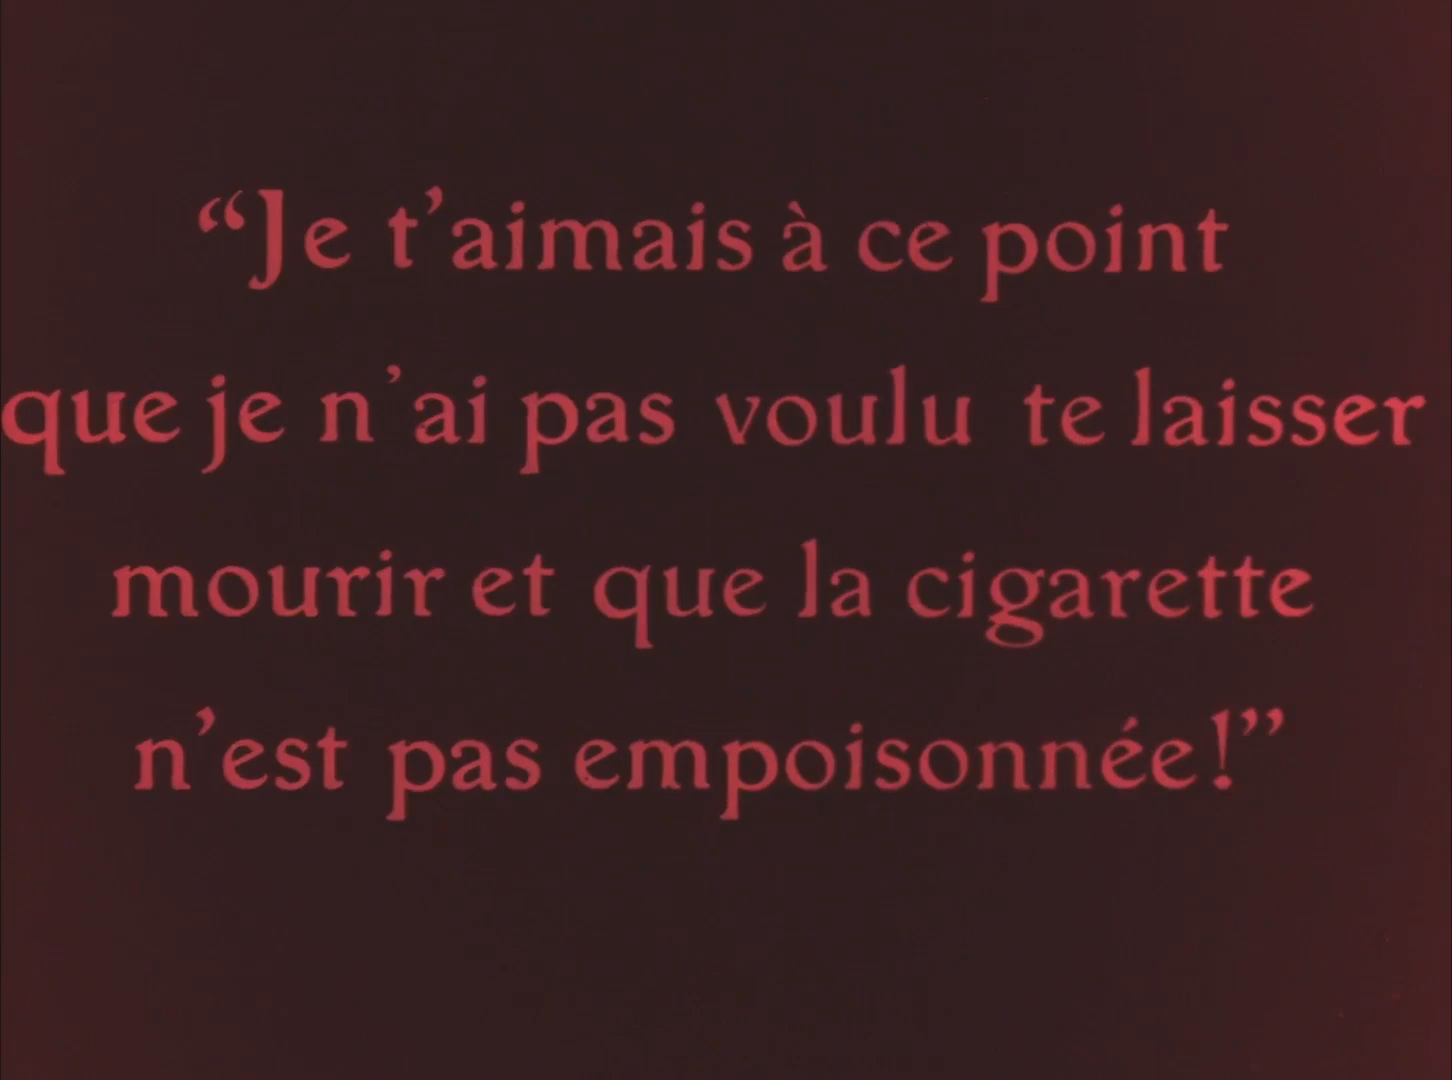 “Je t’aimais à ce point
que je n’ai pas voulu te laisser
mourir et que la cigarette
n’est pas empoisonnée!”